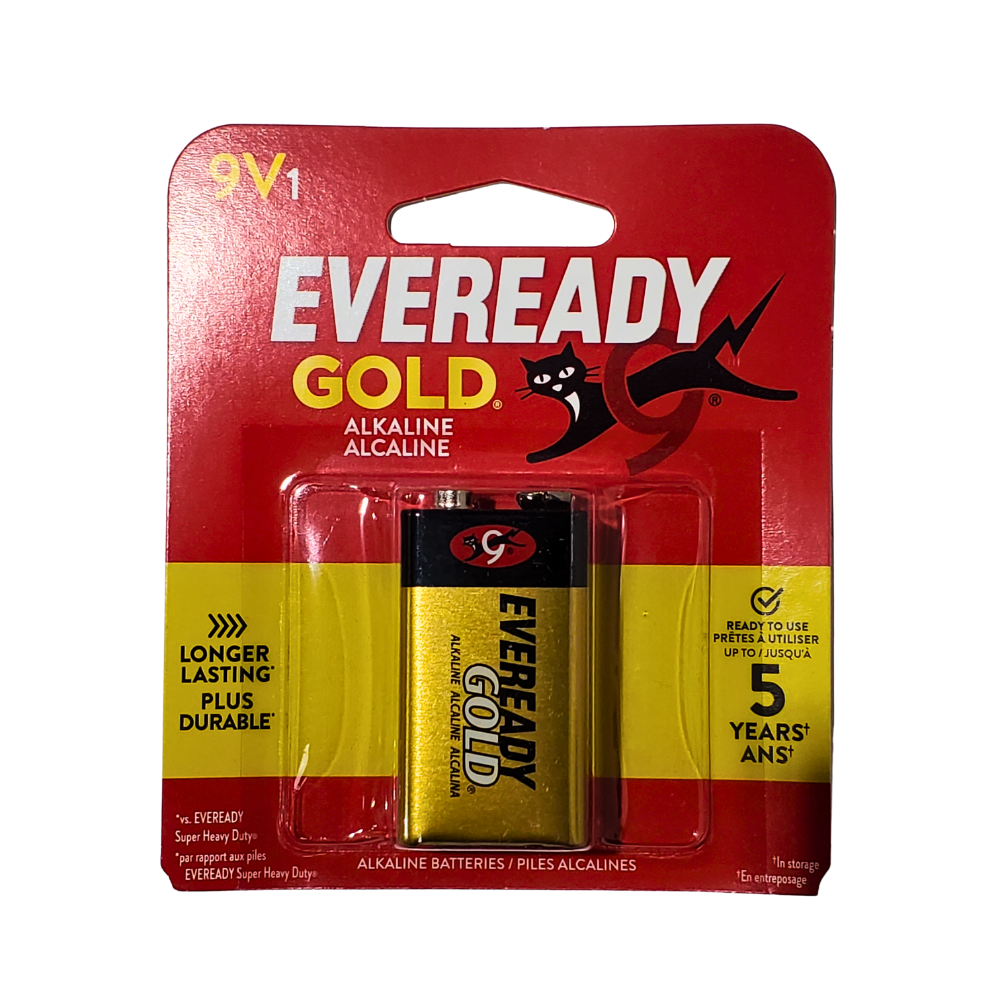 9V1
EVEREADY
GOLD®
9®
ALKALINE
ALCALINE
9®
EVEREADY
GOLD®
ALKALINE ALCALINE ALCALINA
LONGER
LASTING*
PLUS
DURABLE*
READY TO USE
PRÊTES À UTILISER
UP TO / JUSQU'À
5
YEARS†
ANS†
*vs. EVEREADY
Super Heavy Duty®
*par rapport aux piles
EVEREADY Super Heavy Duty®
ALKALINE BATTERIES / PILES ALCALINES
†In storage
†En entreposage